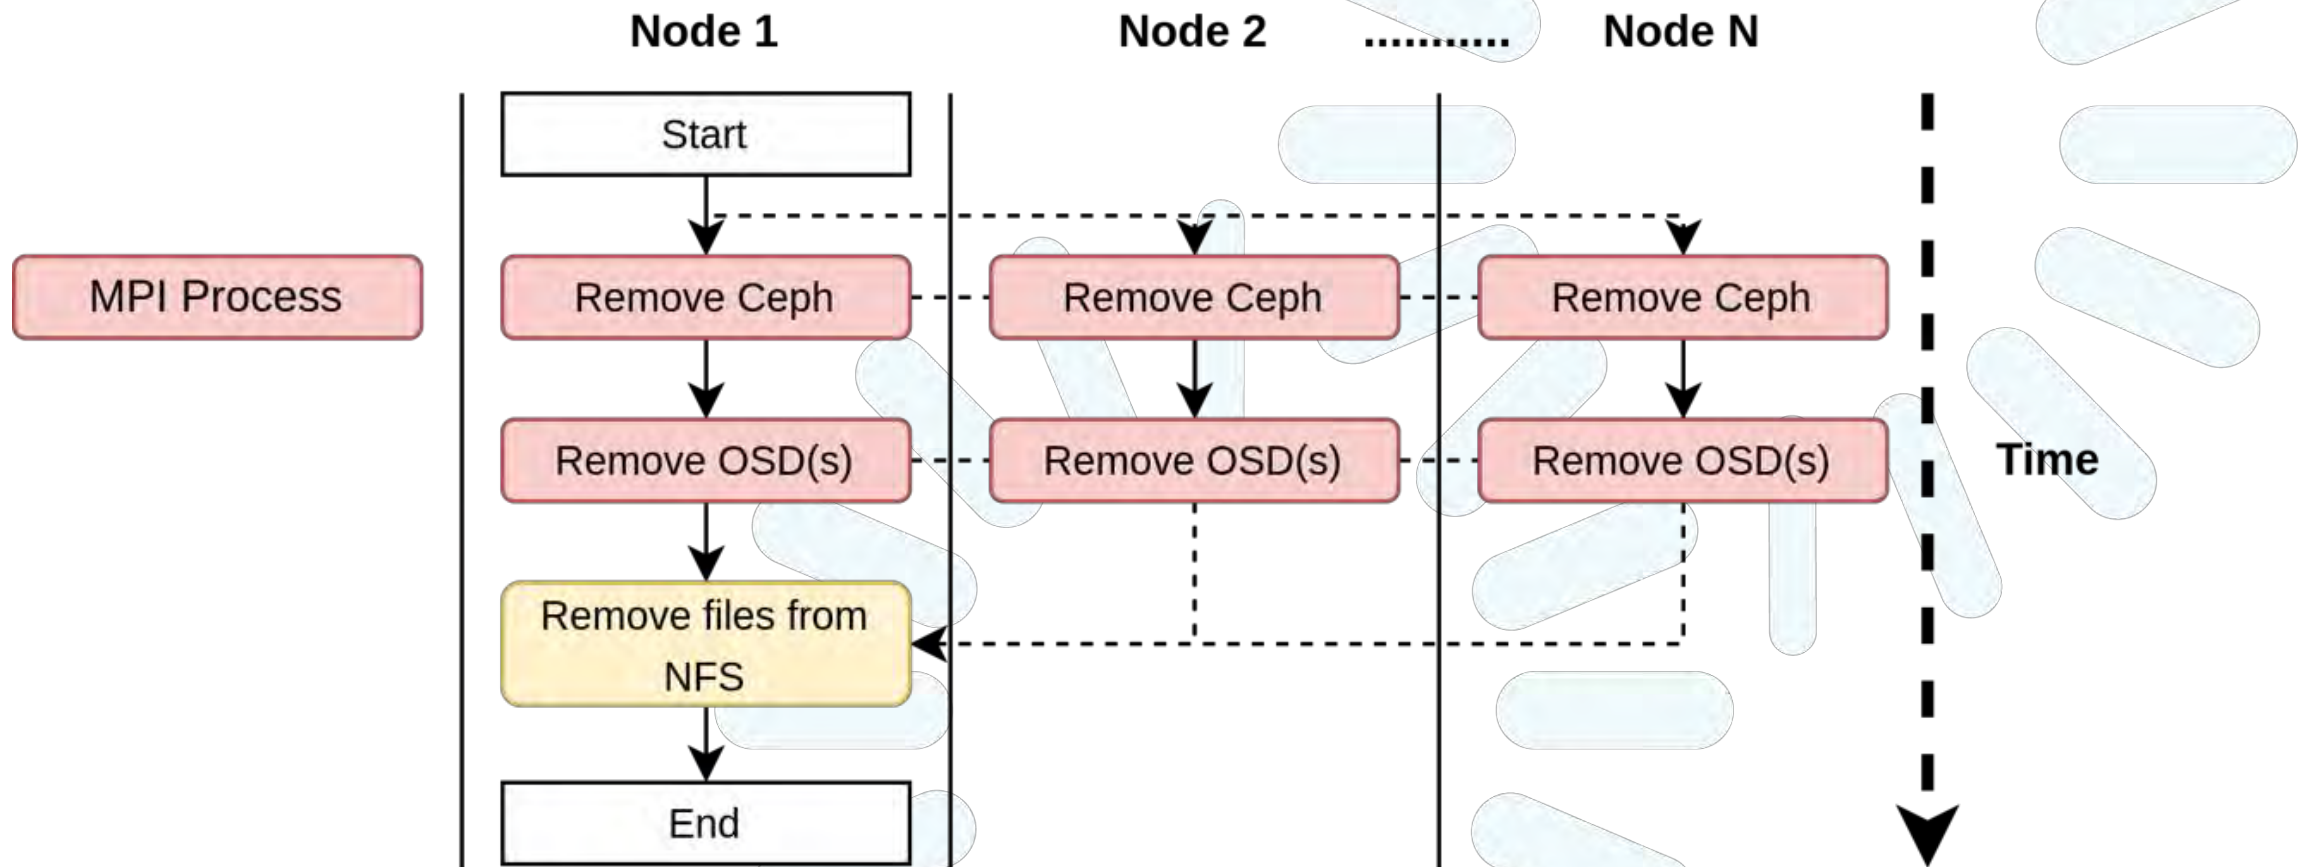 Node 1
Node 2
...........
Node N
Start
MPI Process
Remove Ceph
Remove Ceph
Remove Ceph
Remove OSD(s)
Remove OSD(s)
Remove OSD(s)
Time
Remove files from
NFS
End